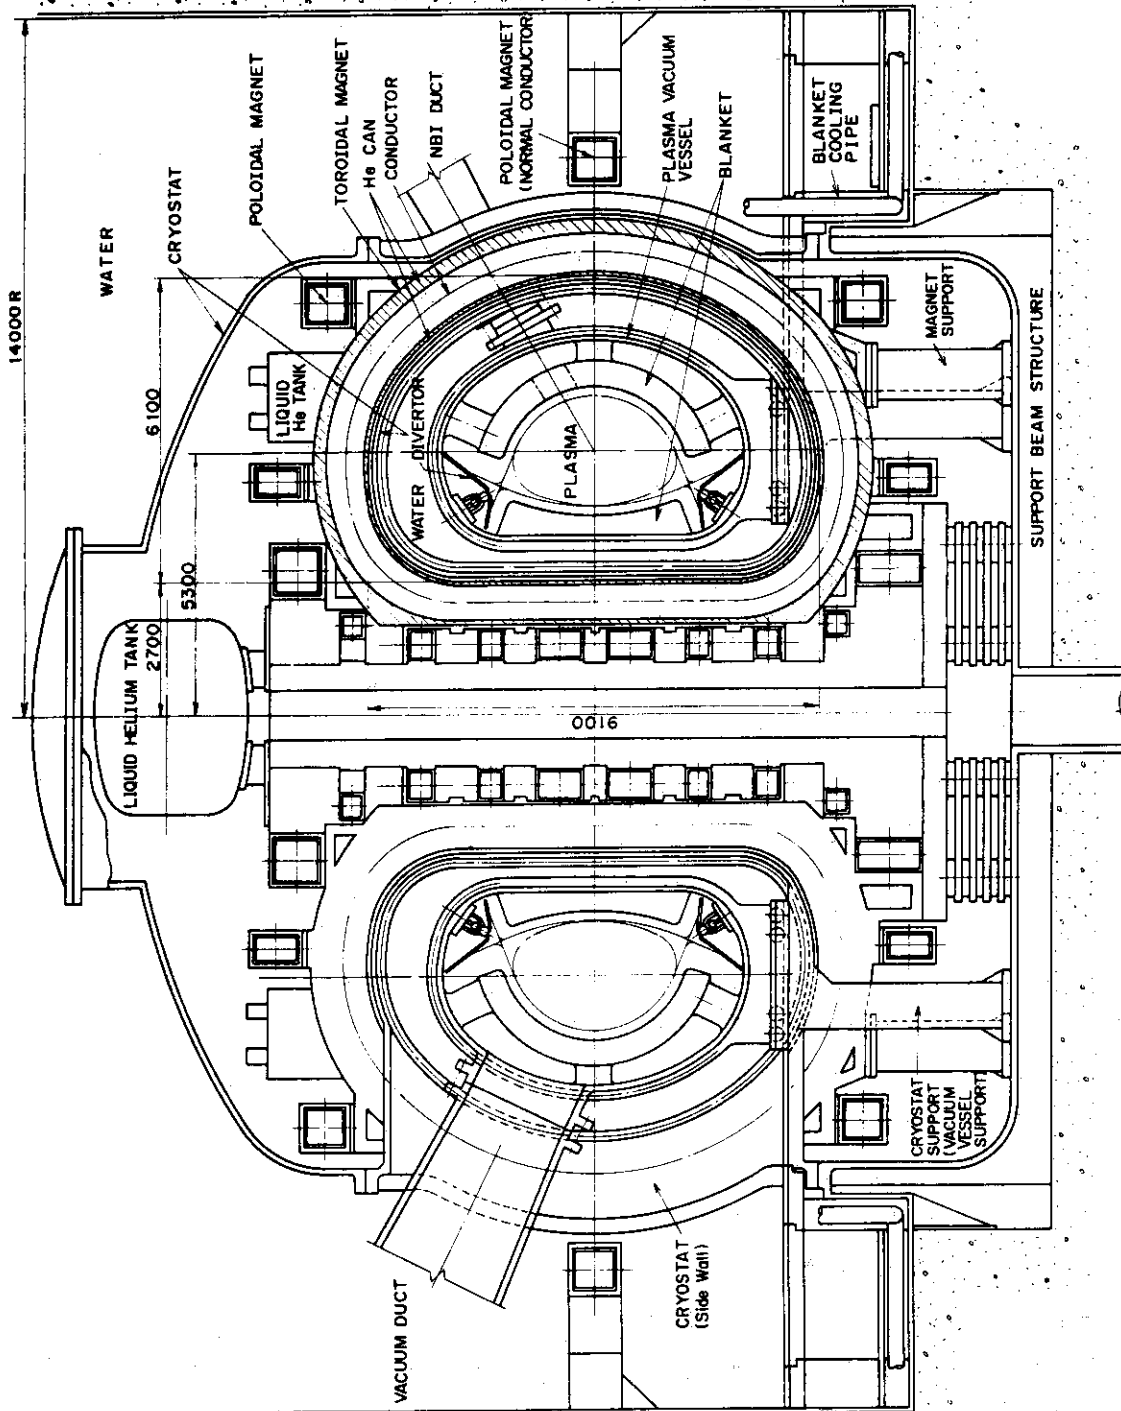 14000R
WATER
CRYOSTAT
POLOIDAL MAGNET
TOROIDAL MAGNET
He CAN
CONDUCTOR
NBI DUCT
POLOIDAL MAGNET
(NORMAL CONDUCTOR)
PLASMA VACUUM
VESSEL
BLANKET
BLANKET
COOLING
PIPE
6100
LIQUID
He TANK
WATER
DIVERTOR
PLASMA
MAGNET
SUPPORT
SUPPORT BEAM STRUCTURE
5300
2700
LIQUID HELIUM TANK
9100
VACUUM DUCT
CRYOSTAT
(Side Wall)
CRYOSTAT
SUPPORT
(VACUUM
VESSEL
SUPPORT)